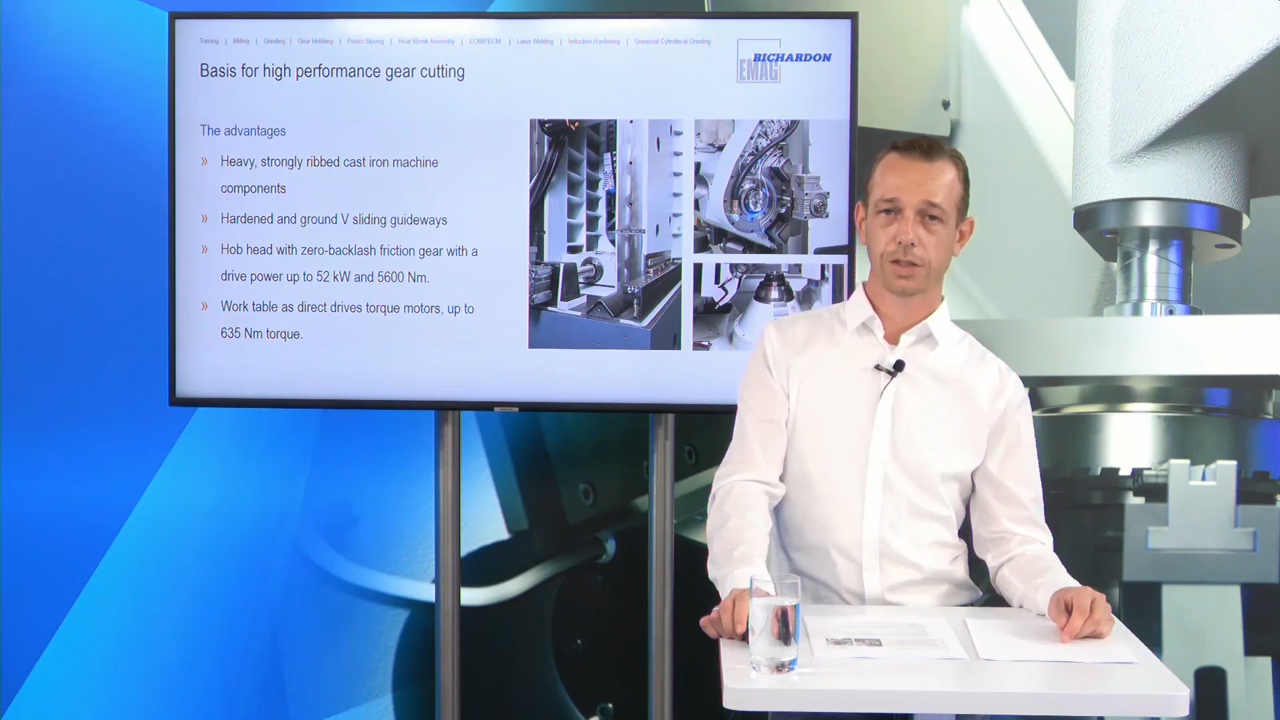 Turning | Milling | Grinding | Gear Hobbing | Power Skiving | Heat Shrink Assembly | ECM/PECM | Laser Welding | Induction Hardening | Universal Cylindrical Grinding
RICHARDON
EMAG
Basis for high performance gear cutting
The advantages
» Heavy, strongly ribbed cast iron machine
components
» Hardened and ground V sliding guideways
» Hob head with zero-backlash friction gear with a
drive power up to 52 kW and 5600 Nm.
» Work table as direct drives torque motors, up to
635 Nm torque.